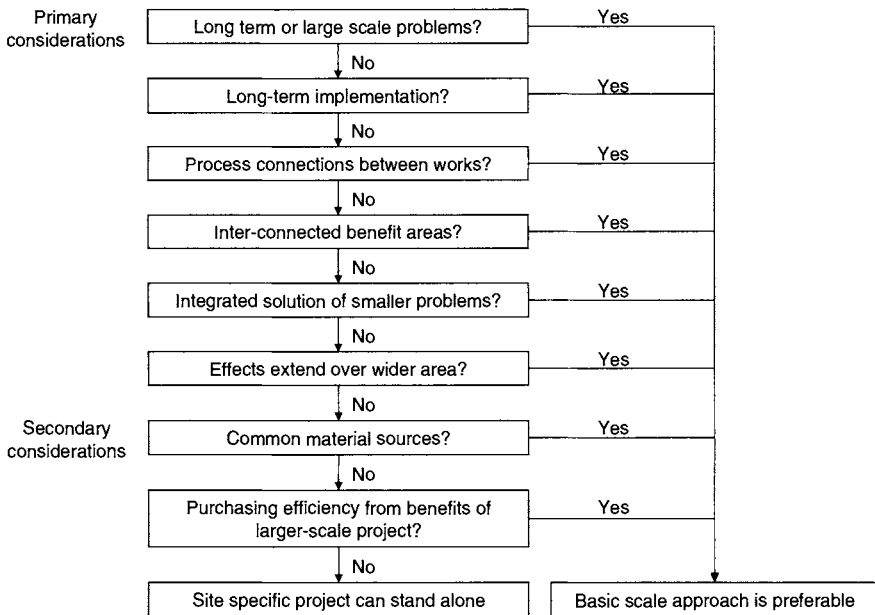 Primary
considerations
Long term or large scale problems?
Yes
No
Long-term implementation?
Yes
No
Process connections between works?
Yes
No
Inter-connected benefit areas?
Yes
No
Integrated solution of smaller problems?
Yes
No
Effects extend over wider area?
Yes
No
Secondary
considerations
Common material sources?
Yes
No
Purchasing efficiency from benefits of
larger-scale project?
Yes
No
Site specific project can stand alone
Basic scale approach is preferable